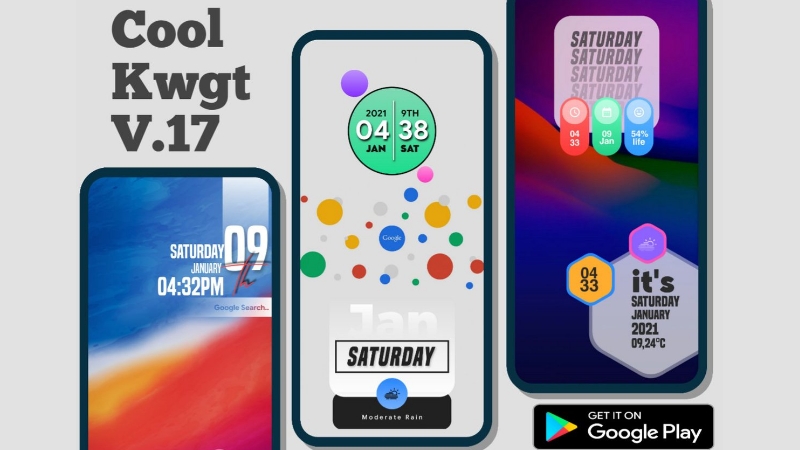 Cool
Kwgt
V.17
SATURDAY
JANUARY
04:32PM
09
th
Google Search..
2021
9TH
04
38
JAN
SAT
Google
Jan
SATURDAY
Moderate Rain
SATURDAY
SATURDAY
SATURDAY
SATURDAY
04
33
09
Jan
54%
life
04
33
it's
SATURDAY
JANUARY
2021
09,24°C
GET IT ON
Google Play